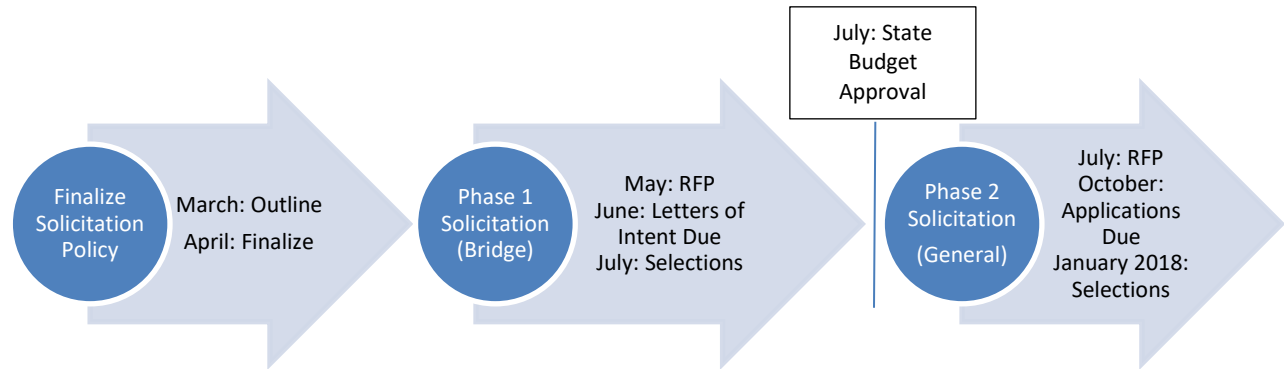 Finalize
Solicitation
Policy
March: Outline
April: Finalize
Phase 1
Solicitation
(Bridge)
May: RFP
June: Letters of
Intent Due
July: Selections
July: State
Budget
Approval
Phase 2
Solicitation
(General)
July: RFP
October:
Applications
Due
January 2018:
Selections